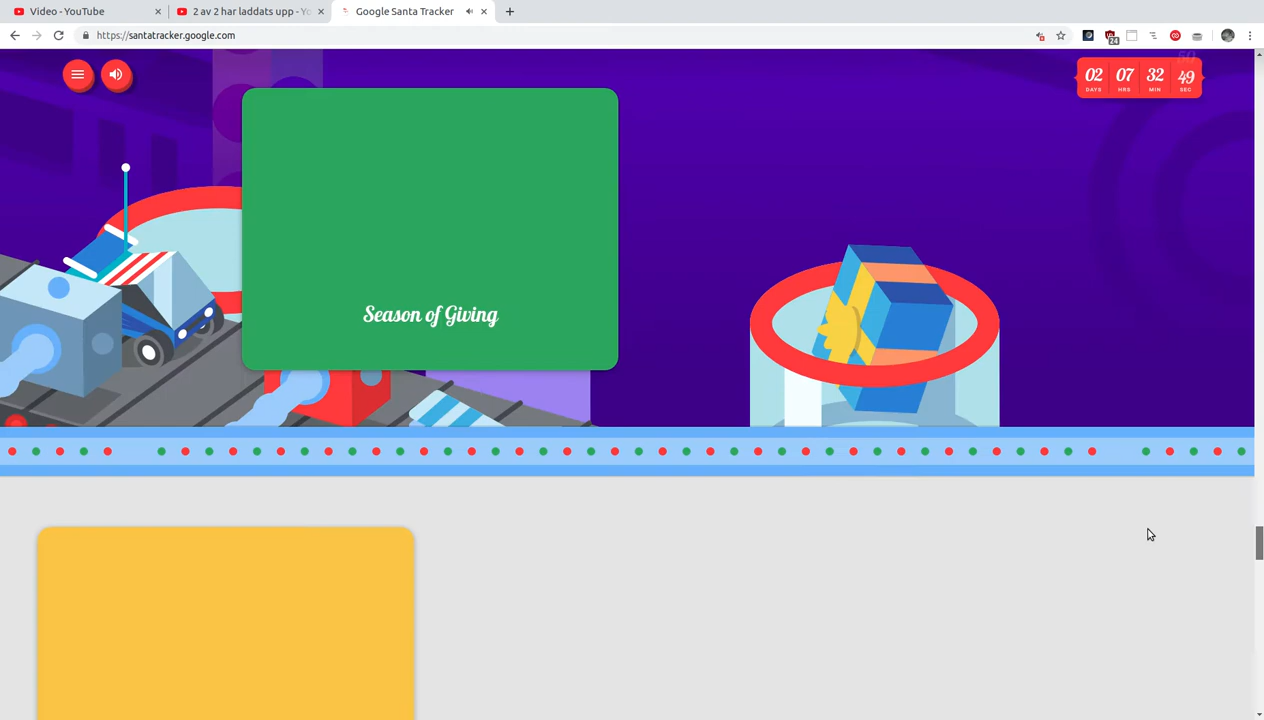 Video - YouTube
2 av 2 har laddats upp - Yo
Google Santa Tracker
https://santatracker.google.com
24
02 07 32 49
DAYS HRS MIN SEC
Season of Giving